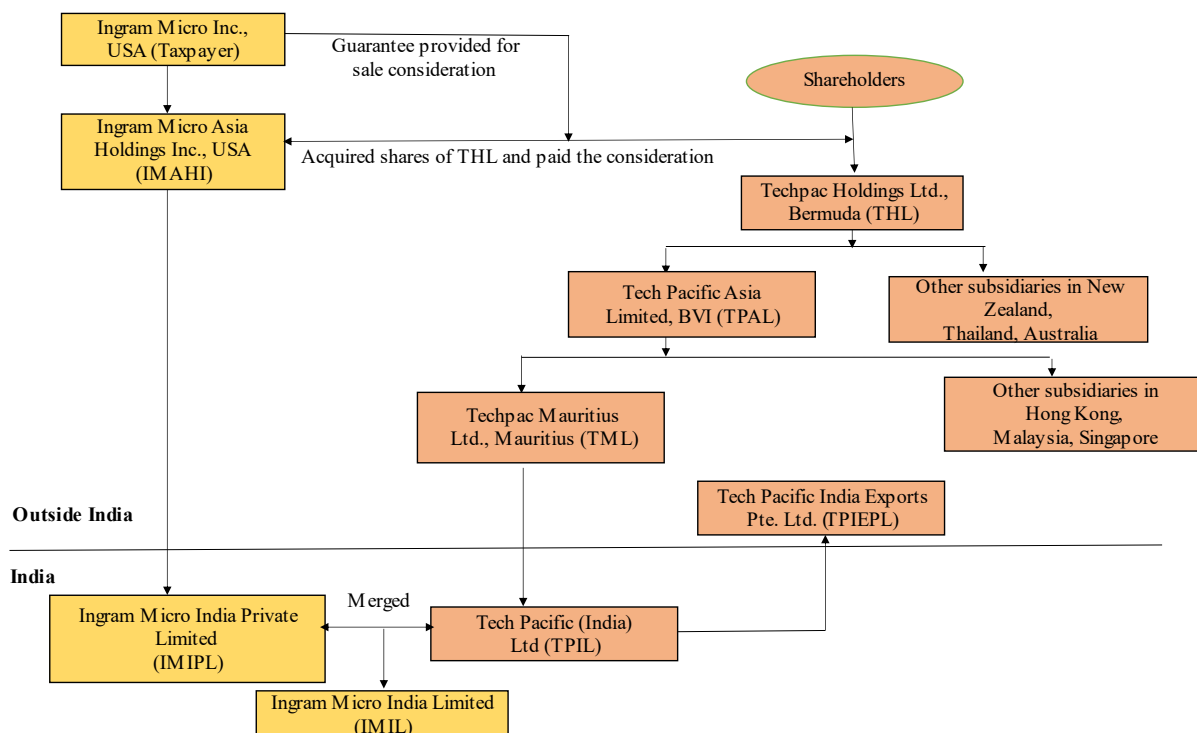 Ingram Micro Inc.,
USA (Taxpayer)
Guarantee provided for
sale consideration
Shareholders
Ingram Micro Asia
Holdings Inc., USA
(IMAHI)
Acquired shares of THL and paid the consideration
Techpac Holdings Ltd.,
Bermuda (THL)
Tech Pacific Asia
Limited, BVI (TPAL)
Other subsidiaries in New
Zealand,
Thailand, Australia
Techpac Mauritius
Ltd., Mauritius (TML)
Other subsidiaries in
Hong Kong,
Malaysia, Singapore
Tech Pacific India Exports
Pte. Ltd. (TPIEPL)
Outside India
India
Ingram Micro India Private
Limited
(IMIPL)
Merged
Tech Pacific (India)
Ltd (TPIL)
Ingram Micro India Limited
(IMIL)